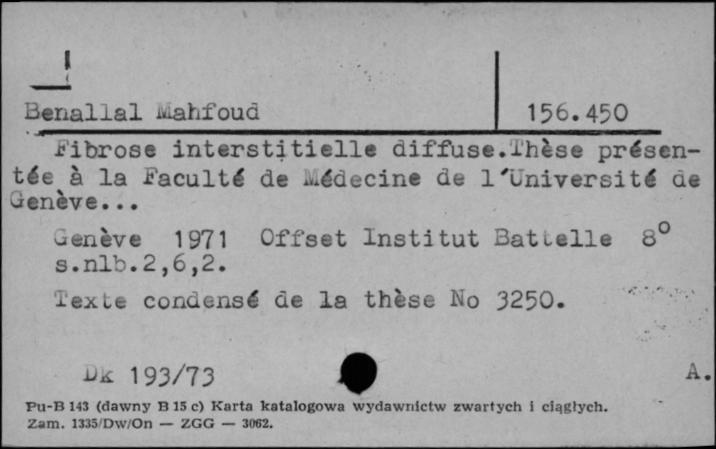 Benallal Mahfoud 156.450
Fibrose interstitielle diffuse.Thèse présen-
tée à la Faculté de Médecine de l'Université de
Genève...
Genève 1971 Offset Institut Battelle 8°
s.nlb.2,6,2.
Texte condensé de la thèse No 3250.
Dk 193/73 A.
Pu-B 143 (dawny B 15 c) Karta katalogowa wydawnictw zwartych i ciągłych.
Zam. 1335/Dw/On — ZGG — 3062.